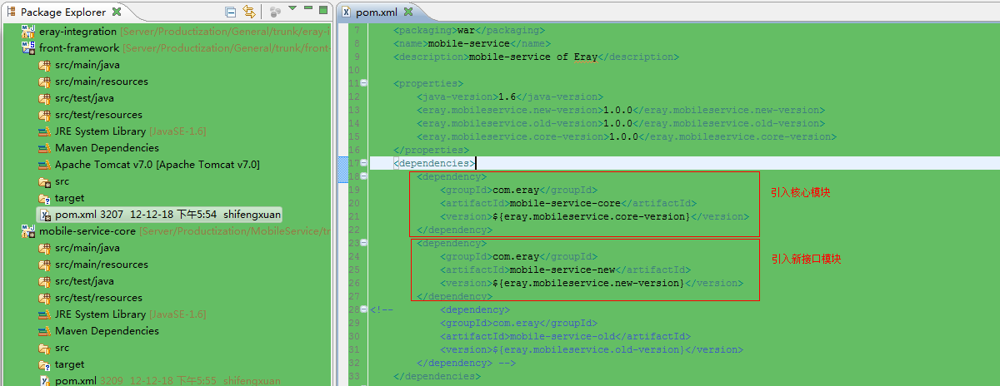 Package Explorer
eray-integration [Server/Productization/General/trunk/eray-i
front-framework [Server/Productization/General/trunk/front-
src/main/java
src/main/resources
src/test/java
src/test/resources
JRE System Library [JavaSE-1.6]
Maven Dependencies
Apache Tomcat v7.0 [Apache Tomcat v7.0]
src
target
pom.xml 3207 12-12-18 下午5:54 shifengxuan
mobile-service-core [Server/Productization/MobileService/tr
src/main/java
src/main/resources
src/test/java
src/test/resources
JRE System Library [JavaSE-1.6]
Maven Dependencies
src
target
pom.xml 3209 12-12-18 下午5:55 shifengxuan
pom.xml
7 <packaging>war</packaging>
8 <name>mobile-service</name>
9 <description>mobile-service of Eray</description>
10
11 <properties>
12 <java-version>1.6</java-version>
13 <eray.mobileservice.new-version>1.0.0</eray.mobileservice.new-version>
14 <eray.mobileservice.old-version>1.0.0</eray.mobileservice.old-version>
15 <eray.mobileservice.core-version>1.0.0</eray.mobileservice.core-version>
16 </properties>
17 <dependencies>
18 <dependency>
19 <groupId>com.eray</groupId>
20 <artifactId>mobile-service-core</artifactId>
21 <version>${eray.mobileservice.core-version}</version>
22 </dependency>
23 <dependency>
24 <groupId>com.eray</groupId>
25 <artifactId>mobile-service-new</artifactId>
26 <version>${eray.mobileservice.new-version}</version>
27 </dependency>
28 <!-- <dependency>
29 <groupId>com.eray</groupId>
30 <artifactId>mobile-service-old</artifactId>
31 <version>${eray.mobileservice.old-version}</version>
32 </dependency> -->
33 </dependencies>
引入核心模块
引入新接口模块